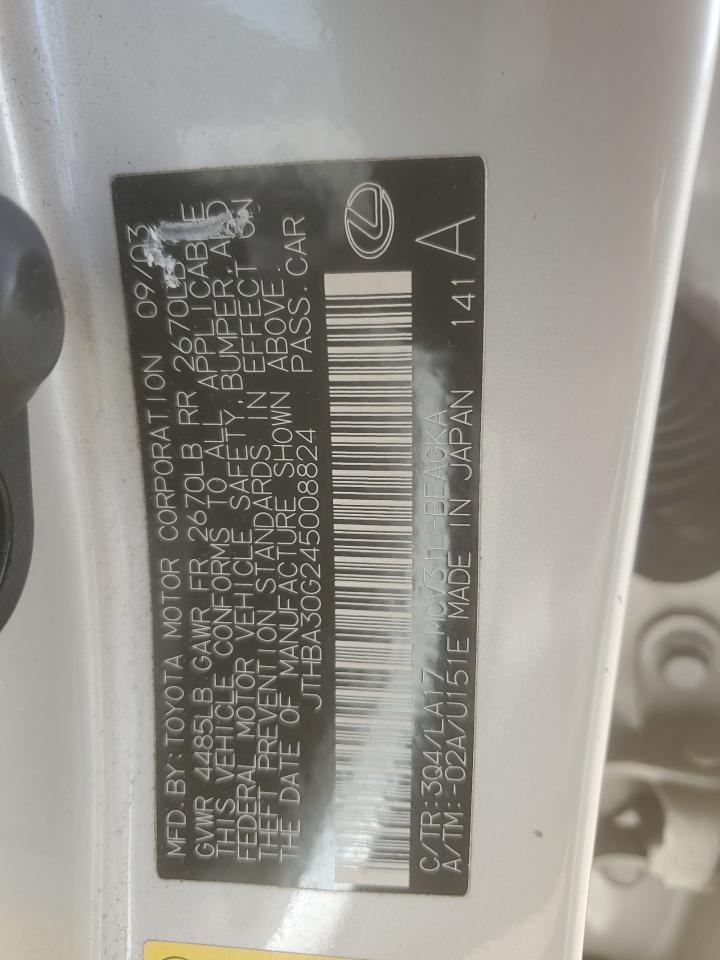 MFD.BY:TOYOTA MOTOR CORPORATION 09/03
GVWR 4485LB GAWR FR 2670LB RR 2670LB
THIS VEHICLE CONFORMS TO ALL APPLICABLE
FEDERAL MOTOR VEHICLE SAFETY, BUMPER, AND
THEFT PREVENTION STANDARDS IN EFFECT ON
THE DATE OF MANUFACTURE SHOWN ABOVE.
JTHBA30G245008824 PASS.CAR
C/TR:3Q4/LA17 MCV31L-BEAGKA
A/TM:-02A/U151E MADE IN JAPAN 141 A